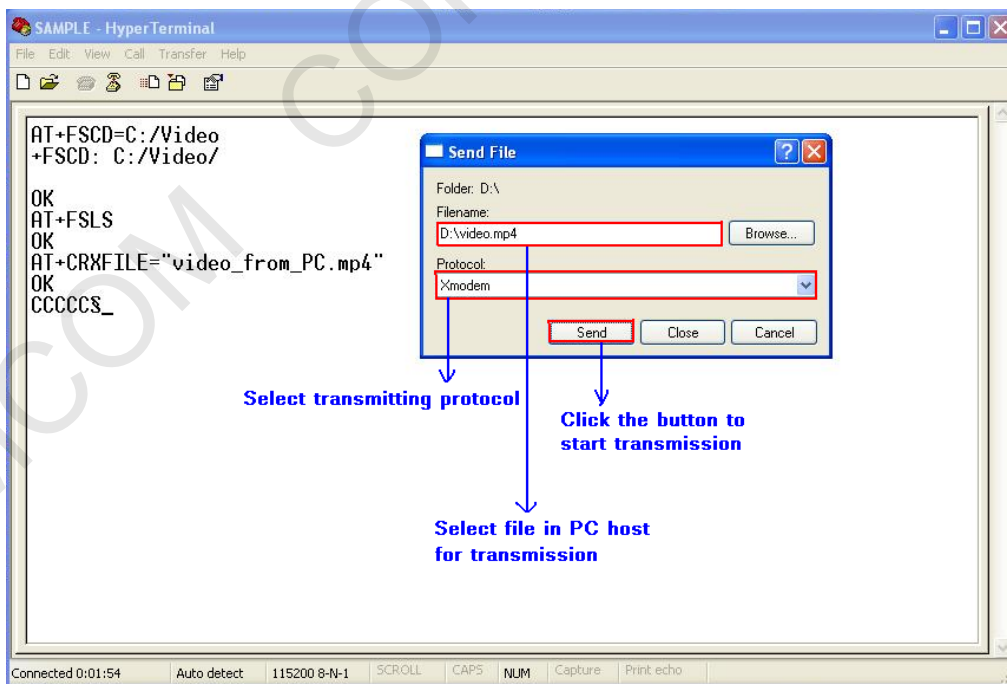 SAMPLE - HyperTerminal
File Edit View Call Transfer Help
AT+FSCD=C:/Video
+FSCD: C:/Video/
OK
AT+FSLS
OK
AT+CRXFILE="video_from_PC.mp4"
OK
CCCCC§_
Send File
Folder: D:\
Filename:
D:\video.mp4
Browse...
Protocol:
Xmodem
Send Close Cancel
Select transmitting protocol
Click the button to
start transmission
Select file in PC host
for transmission
Connected 0:01:54 Auto detect 115200 8-N-1 SCROLL CAPS NUM Capture Print echo